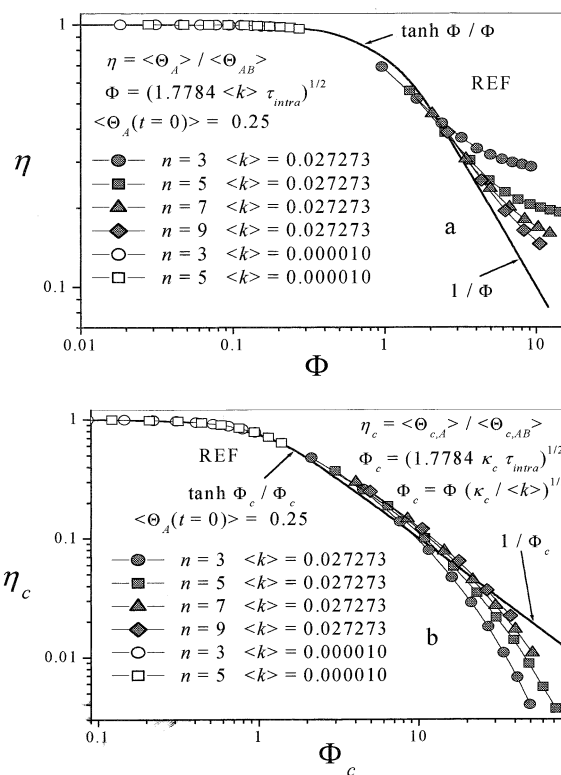 1
tanh Φ / Φ
η = <Θ_A> / <Θ_AB>
Φ = (1.7784 <k> τ_intra)^1/2
REF
<Θ_A(t = 0)> = 0.25
η
n = 3 <k> = 0.027273
n = 5 <k> = 0.027273
n = 7 <k> = 0.027273
n = 9 <k> = 0.027273
n = 3 <k> = 0.000010
n = 5 <k> = 0.000010
a
1 / Φ
0.1
0.01 0.1 1 10
Φ
1
η_c = <Θ_c,A> / <Θ_c,AB>
REF
Φ_c = (1.7784 κ_c τ_intra)^1/2
tanh Φ_c / Φ_c
Φ_c = Φ (κ_c / <k>)^1/
<Θ_A(t = 0)> = 0.25
1 / Φ_c
0.1
η_c
n = 3 <k> = 0.027273
n = 5 <k> = 0.027273
n = 7 <k> = 0.027273
n = 9 <k> = 0.027273
n = 3 <k> = 0.000010
n = 5 <k> = 0.000010
b
0.01
0.1 1 10
Φ_c